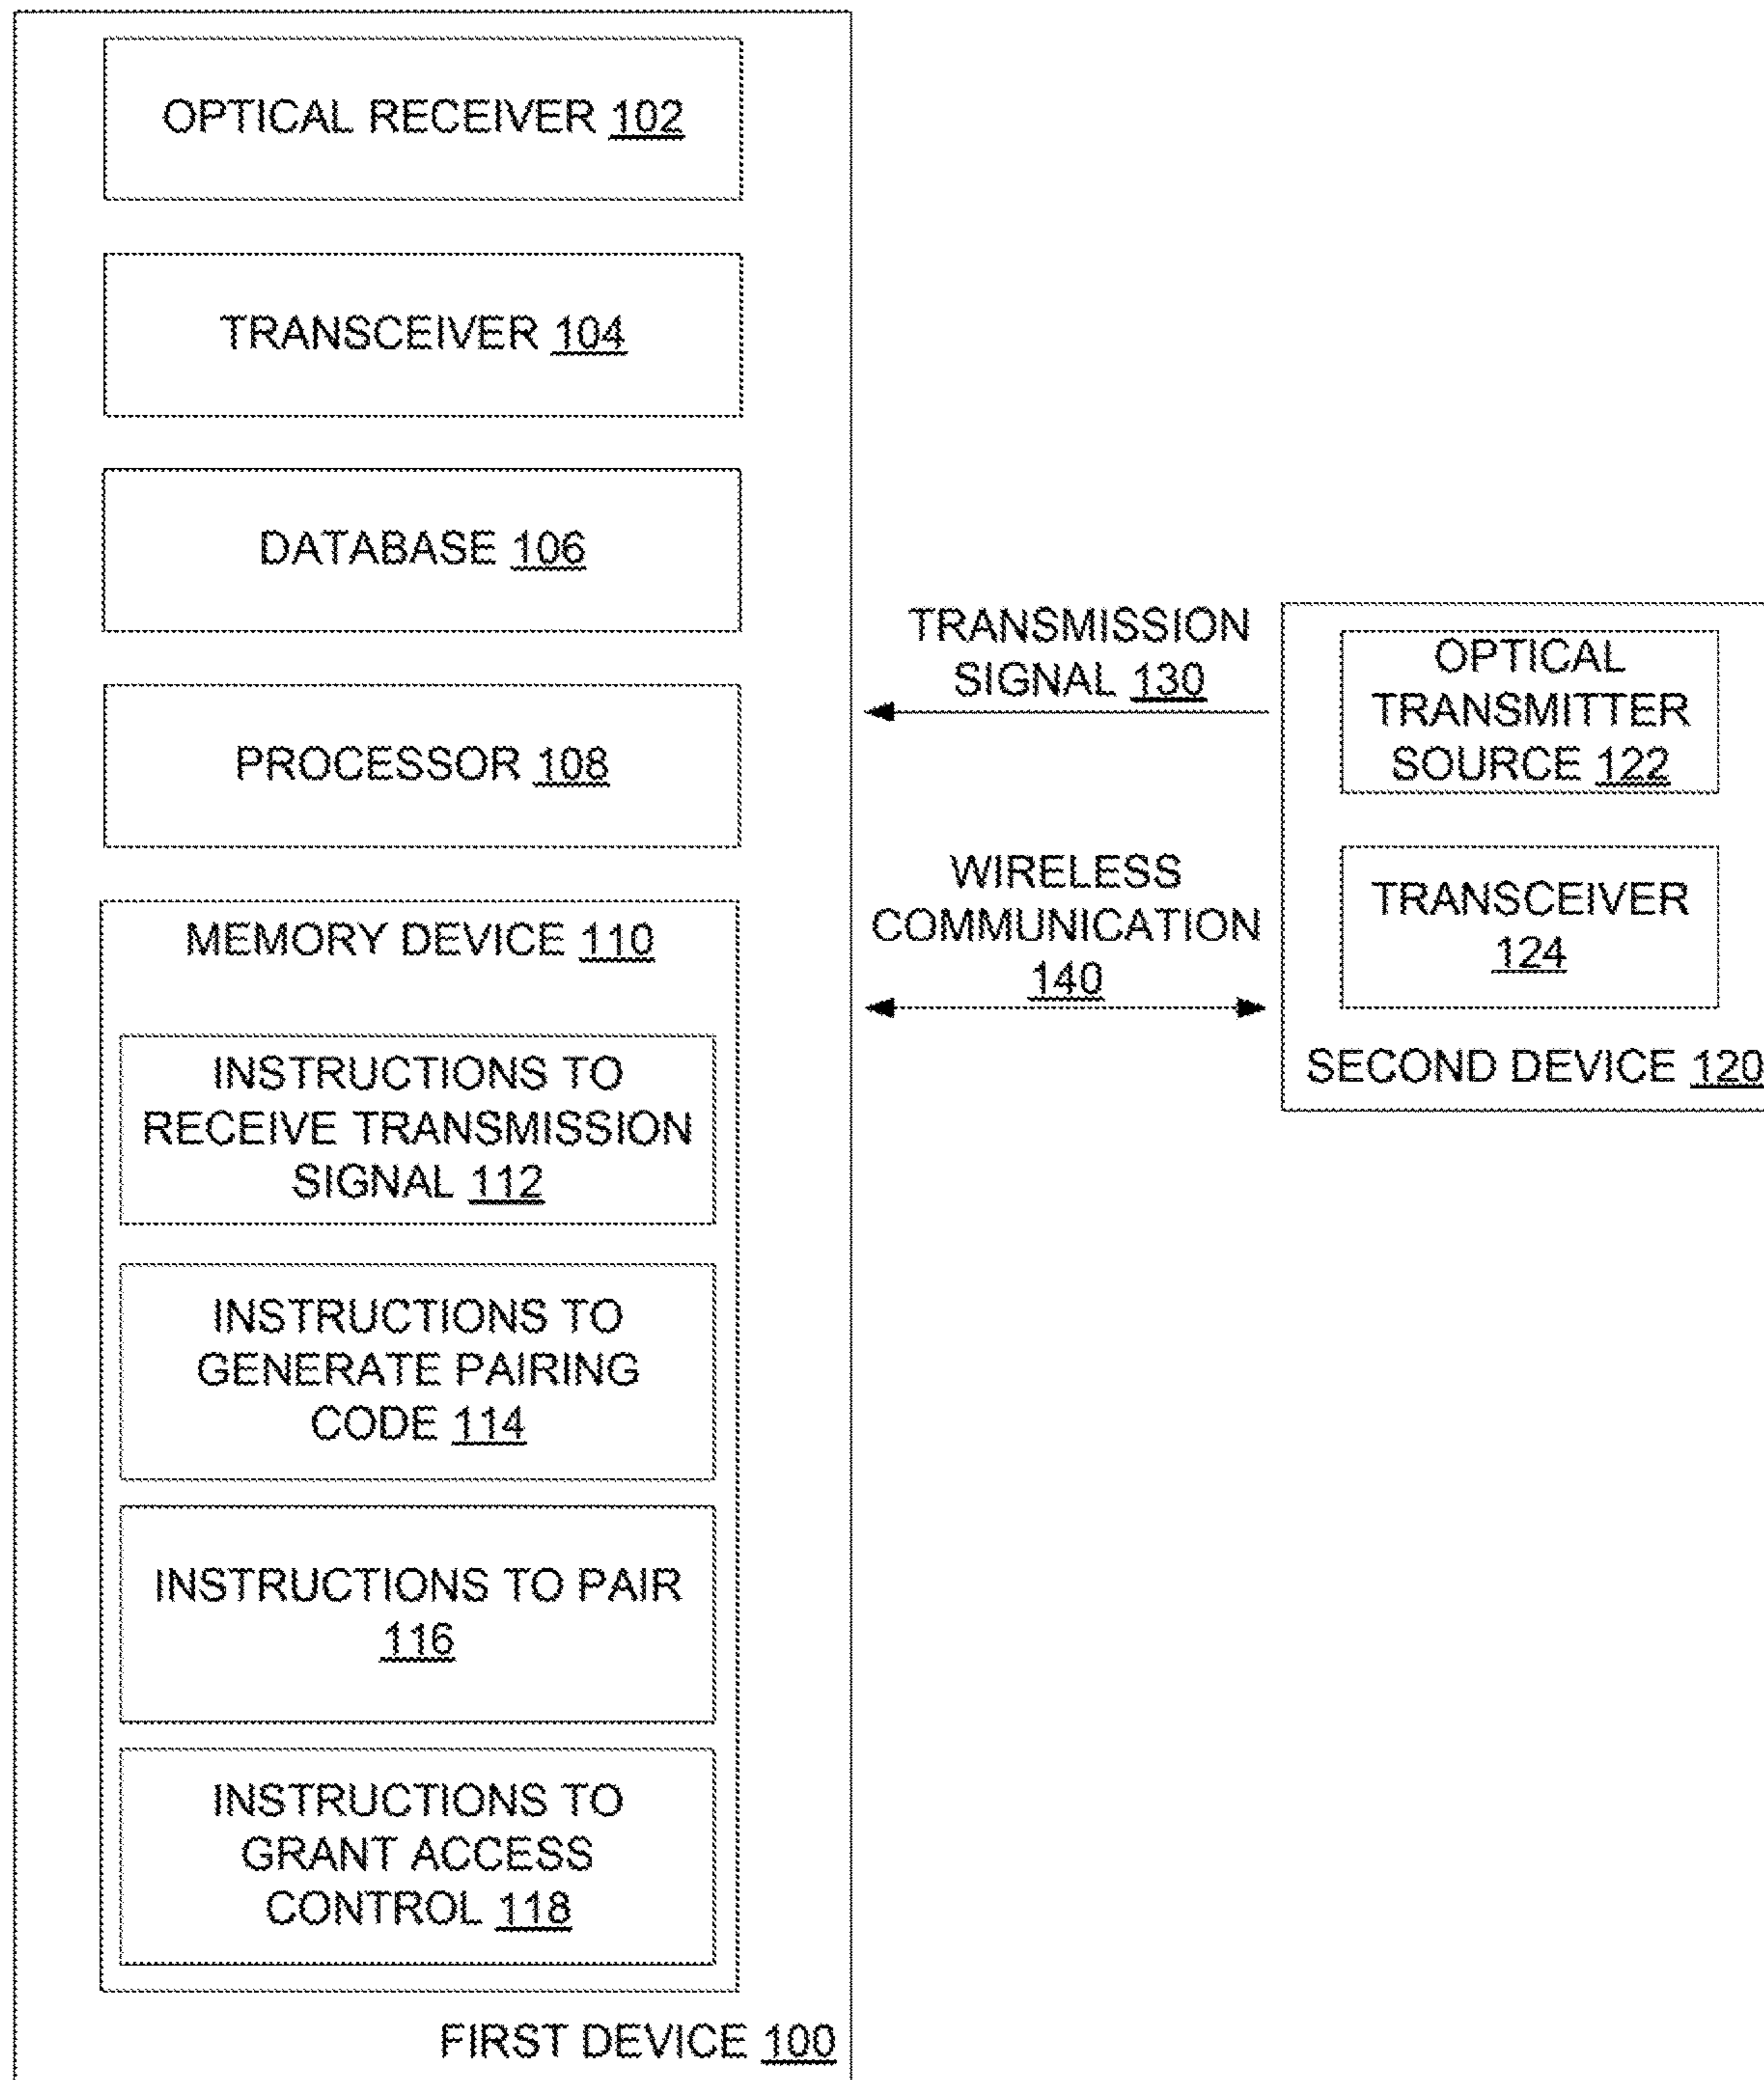 OPTICAL RECEIVER 102
TRANSCEIVER 104
DATABASE 106
PROCESSOR 108
MEMORY DEVICE 110
INSTRUCTIONS TO
RECEIVE TRANSMISSION
SIGNAL 112
INSTRUCTIONS TO
GENERATE PAIRING
CODE 114
INSTRUCTIONS TO PAIR
116
INSTRUCTIONS TO
GRANT ACCESS
CONTROL 118
FIRST DEVICE 100
TRANSMISSION
SIGNAL 130
WIRELESS
COMMUNICATION
140
OPTICAL
TRANSMITTER
SOURCE 122
TRANSCEIVER
124
SECOND DEVICE 120